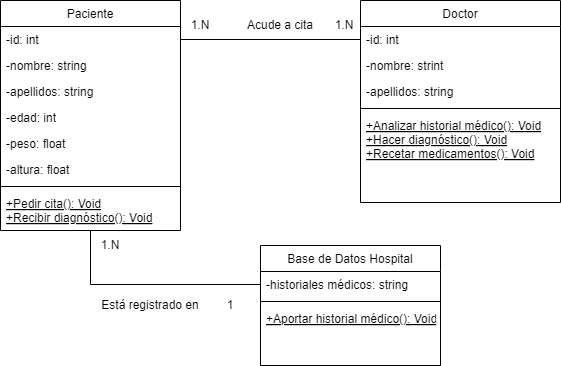 Paciente
-id: int
-nombre: string
-apellidos: string
-edad: int
-peso: float
-altura: float
+Pedir cita(): Void
+Recibir diagnóstico(): Void
1.N Acude a cita 1.N
Doctor
-id: int
-nombre: strint
-apellidos: string
+Analizar historial médico(): Void
+Hacer diagnóstico(): Void
+Recetar medicamentos(): Void
1.N
Está registrado en 1
Base de Datos Hospital
-historiales médicos: string
+Aportar historial médico(): Void